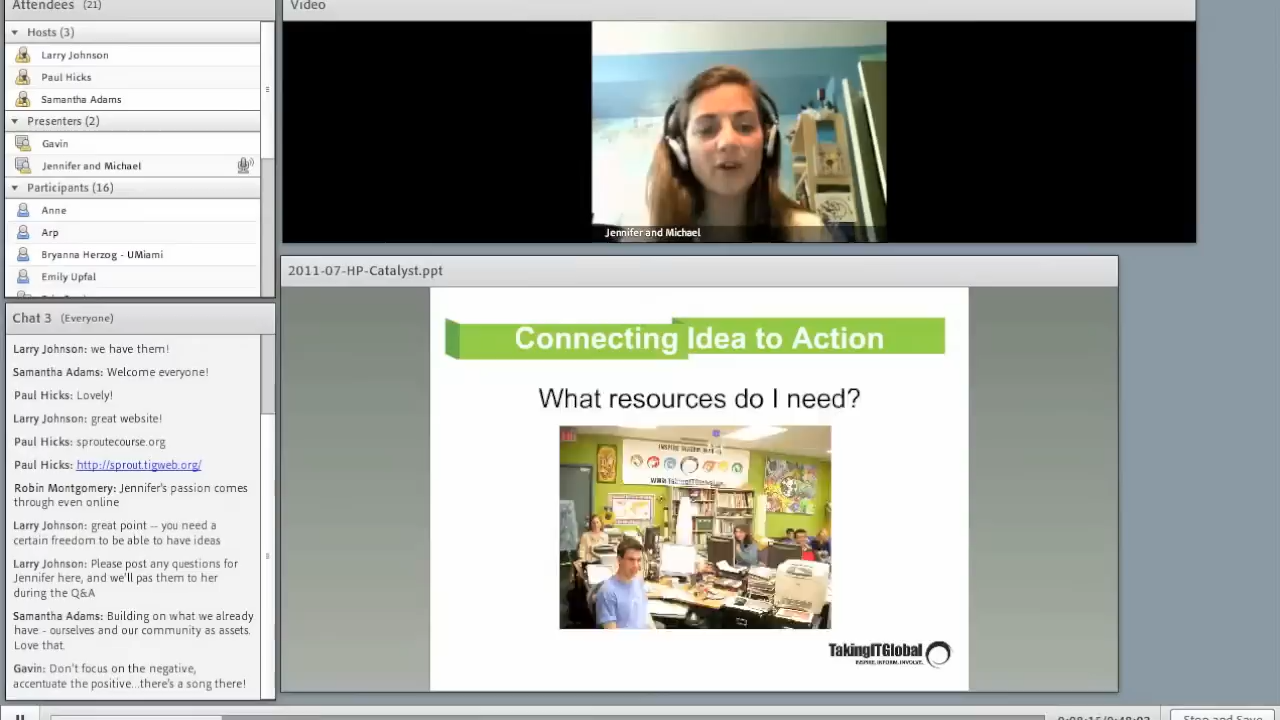 Attendees (21)
Hosts (3)
Larry Johnson
Paul Hicks
Samantha Adams
Presenters (2)
Gavin
Jennifer and Michael
Participants (16)
Anne
Arp
Bryanna Herzog - UMiami
Emily Upfal
Chat 3 (Everyone)
Larry Johnson: we have them!
Samantha Adams: Welcome everyone!
Paul Hicks: Lovely!
Larry Johnson: great website!
Paul Hicks: sproutecourse.org
Paul Hicks: http://sprout.tigweb.org/
Robin Montgomery: Jennifer's passion comes
through even online
Larry Johnson: great point -- you need a
certain freedom to be able to have ideas
Larry Johnson: Please post any questions for
Jennifer here, and we'll pas them to her
during the Q&A
Samantha Adams: Building on what we already
have - ourselves and our community as assets.
Love that.
Gavin: Don't focus on the negative,
accentuate the positive...there's a song there!
Video
Jennifer and Michael
2011-07-HP-Catalyst.ppt
Connecting Idea to Action
What resources do I need?
TakingITGlobal
INSPIRE. INFORM. INVOLVE.
Stop and Save